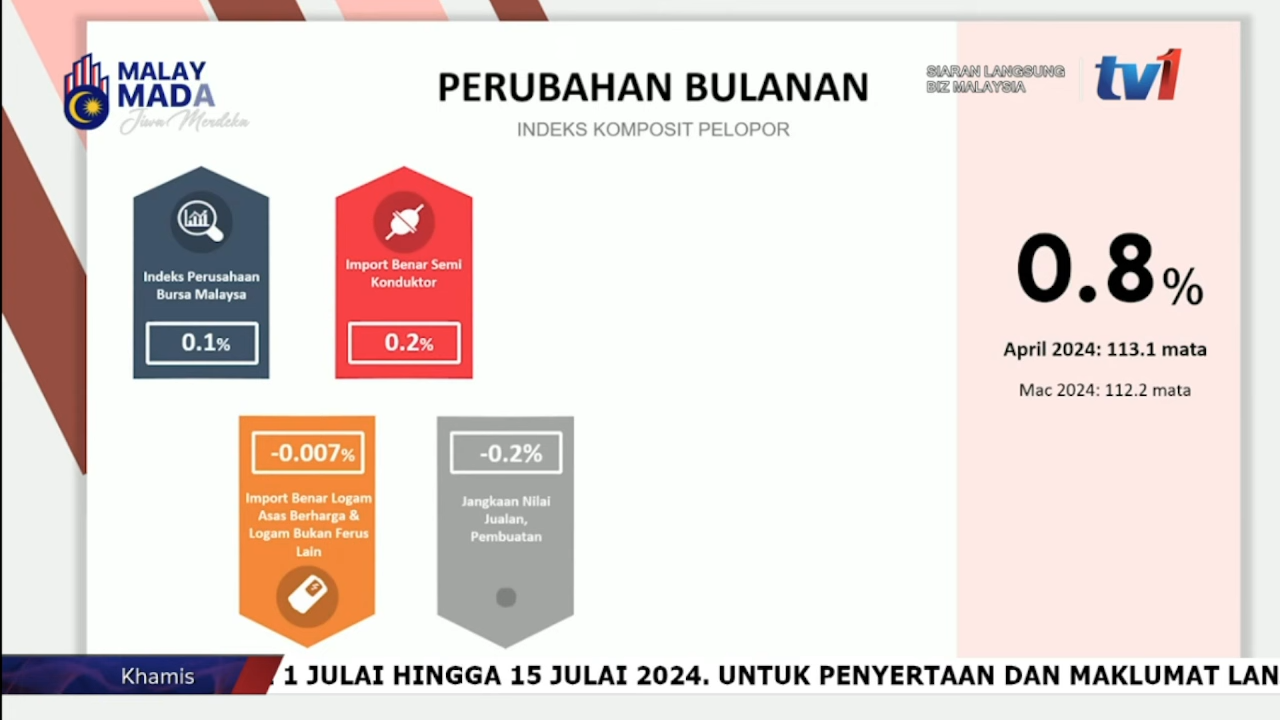 MALAY
MADA
Jiwa Merdeka
PERUBAHAN BULANAN
INDEKS KOMPOSIT PELOPOR
SIARAN LANGSUNG
BIZ MALAYSIA
tv1
Indeks Perusahaan
Bursa Malaysa
0.1%
Import Benar Semi
Konduktor
0.2%
0.8%
April 2024: 113.1 mata
Mac 2024: 112.2 mata
-0.007%
Import Benar Logam
Asas Berharga &
Logam Bukan Ferus
Lain
-0.2%
Jangkaan Nilai
Jualan,
Pembuatan
Khamis
1 JULAI HINGGA 15 JULAI 2024. UNTUK PENYERTAAN DAN MAKLUMAT LAN